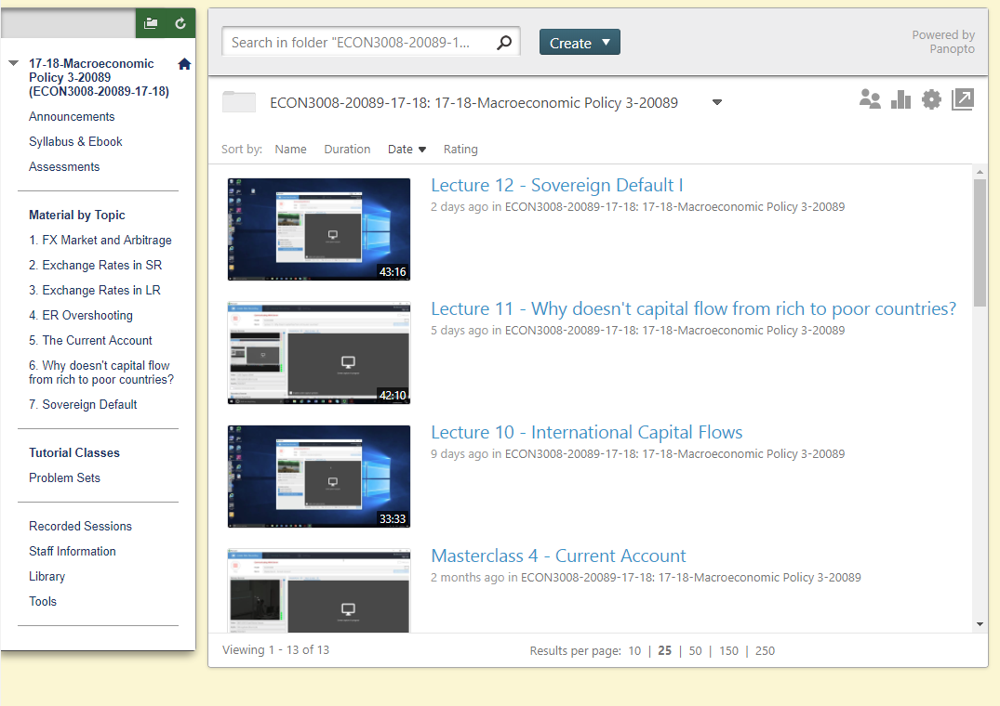 17-18-Macroeconomic
Policy 3-20089
(ECON3008-20089-17-18)
Announcements
Syllabus & Ebook
Assessments
Material by Topic
1. FX Market and Arbitrage
2. Exchange Rates in SR
3. Exchange Rates in LR
4. ER Overshooting
5. The Current Account
6. Why doesn't capital flow
from rich to poor countries?
7. Sovereign Default
Tutorial Classes
Problem Sets
Recorded Sessions
Staff Information
Library
Tools
Search in folder "ECON3008-20089-1...
Create
Powered by
Panopto
ECON3008-20089-17-18: 17-18-Macroeconomic Policy 3-20089
Sort by: Name Duration Date Rating
43:16
Lecture 12 - Sovereign Default I
2 days ago in ECON3008-20089-17-18: 17-18-Macroeconomic Policy 3-20089
42:10
Lecture 11 - Why doesn't capital flow from rich to poor countries?
5 days ago in ECON3008-20089-17-18: 17-18-Macroeconomic Policy 3-20089
33:33
Lecture 10 - International Capital Flows
9 days ago in ECON3008-20089-17-18: 17-18-Macroeconomic Policy 3-20089
Masterclass 4 - Current Account
2 months ago in ECON3008-20089-17-18: 17-18-Macroeconomic Policy 3-20089
Viewing 1 - 13 of 13
Results per page: 10 | 25 | 50 | 150 | 250